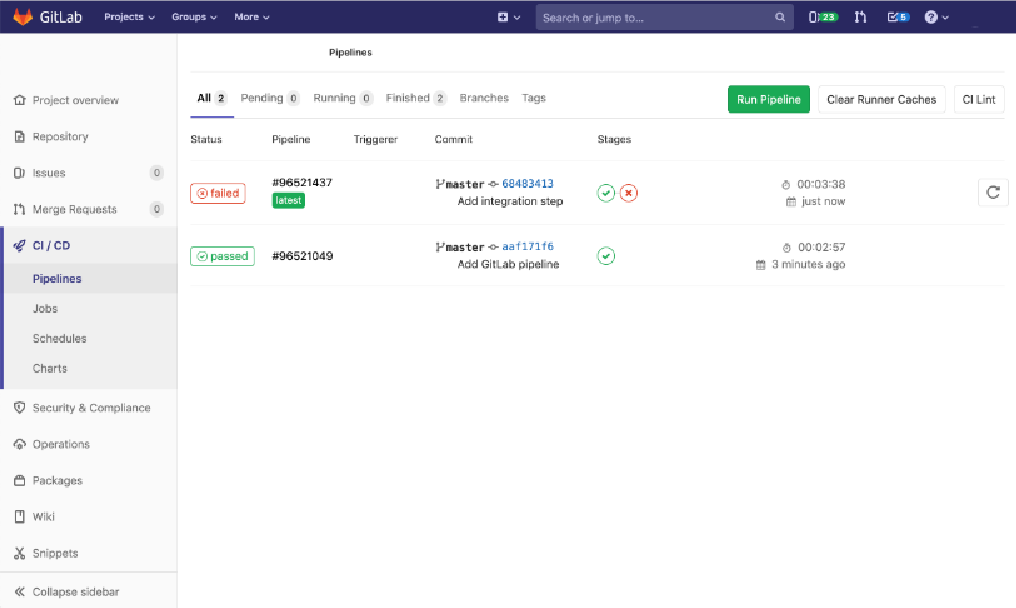 GitLab Projects Groups More Search or jump to... 23 5
Pipelines
All 2 Pending 0 Running 0 Finished 2 Branches Tags Run Pipeline Clear Runner Caches CI Lint
Status Pipeline Triggerer Commit Stages
failed #96521437 latest master 68483413 Add integration step 00:03:38 just now
passed #96521049 master aaf171f6 Add GitLab pipeline 00:02:57 3 minutes ago
Project overview
Repository
Issues 0
Merge Requests 0
CI / CD
Pipelines
Jobs
Schedules
Charts
Security & Compliance
Operations
Packages
Wiki
Snippets
Collapse sidebar